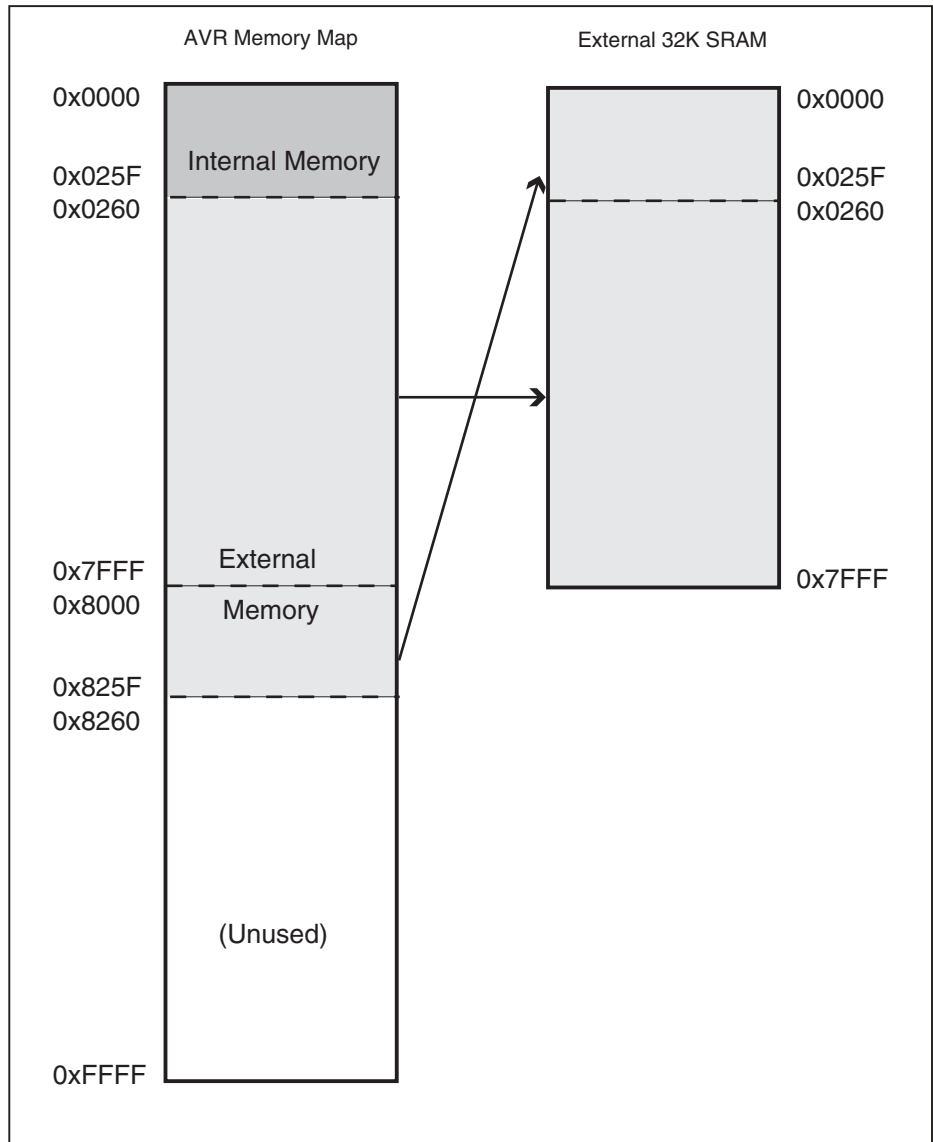 AVR Memory Map
0x0000
Internal Memory
0x025F
0x0260
External
0x7FFF
0x8000
Memory
0x825F
0x8260
(Unused)
0xFFFF
External 32K SRAM
0x0000
0x025F
0x0260
0x7FFF